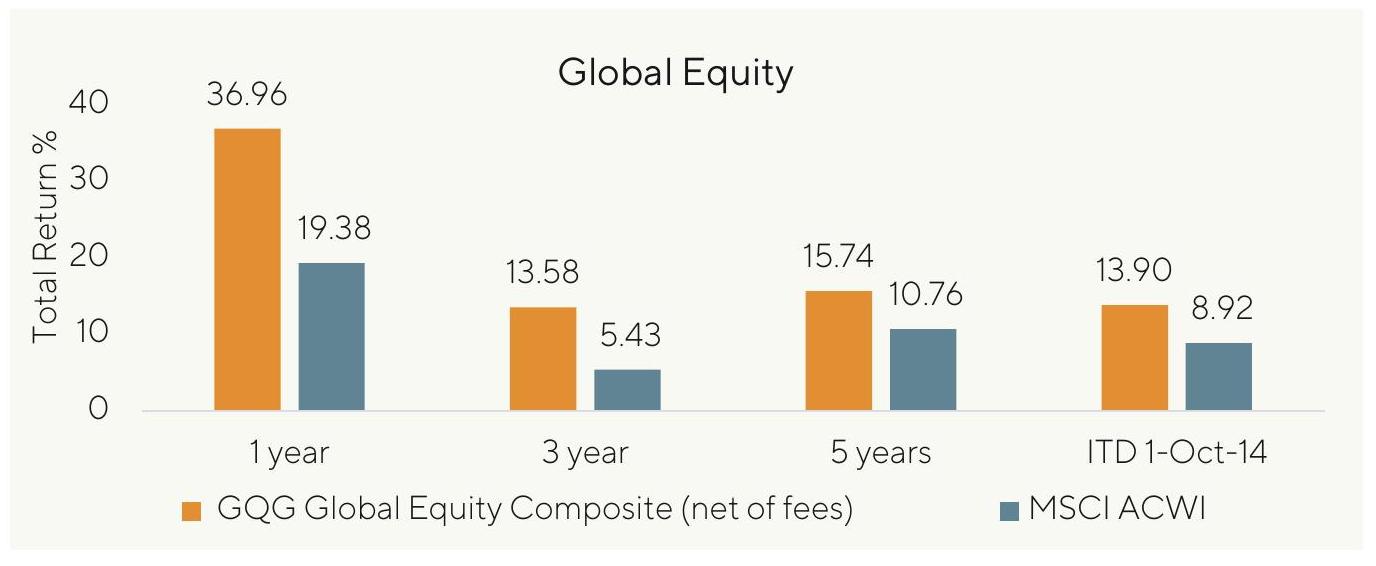 Global Equity
Total Return %
40
30
20
10
0
36.96
19.38
13.58
5.43
15.74
10.76
13.90
8.92
1 year
3 year
5 years
ITD 1-Oct-14
GQG Global Equity Composite (net of fees)
MSCI ACWI